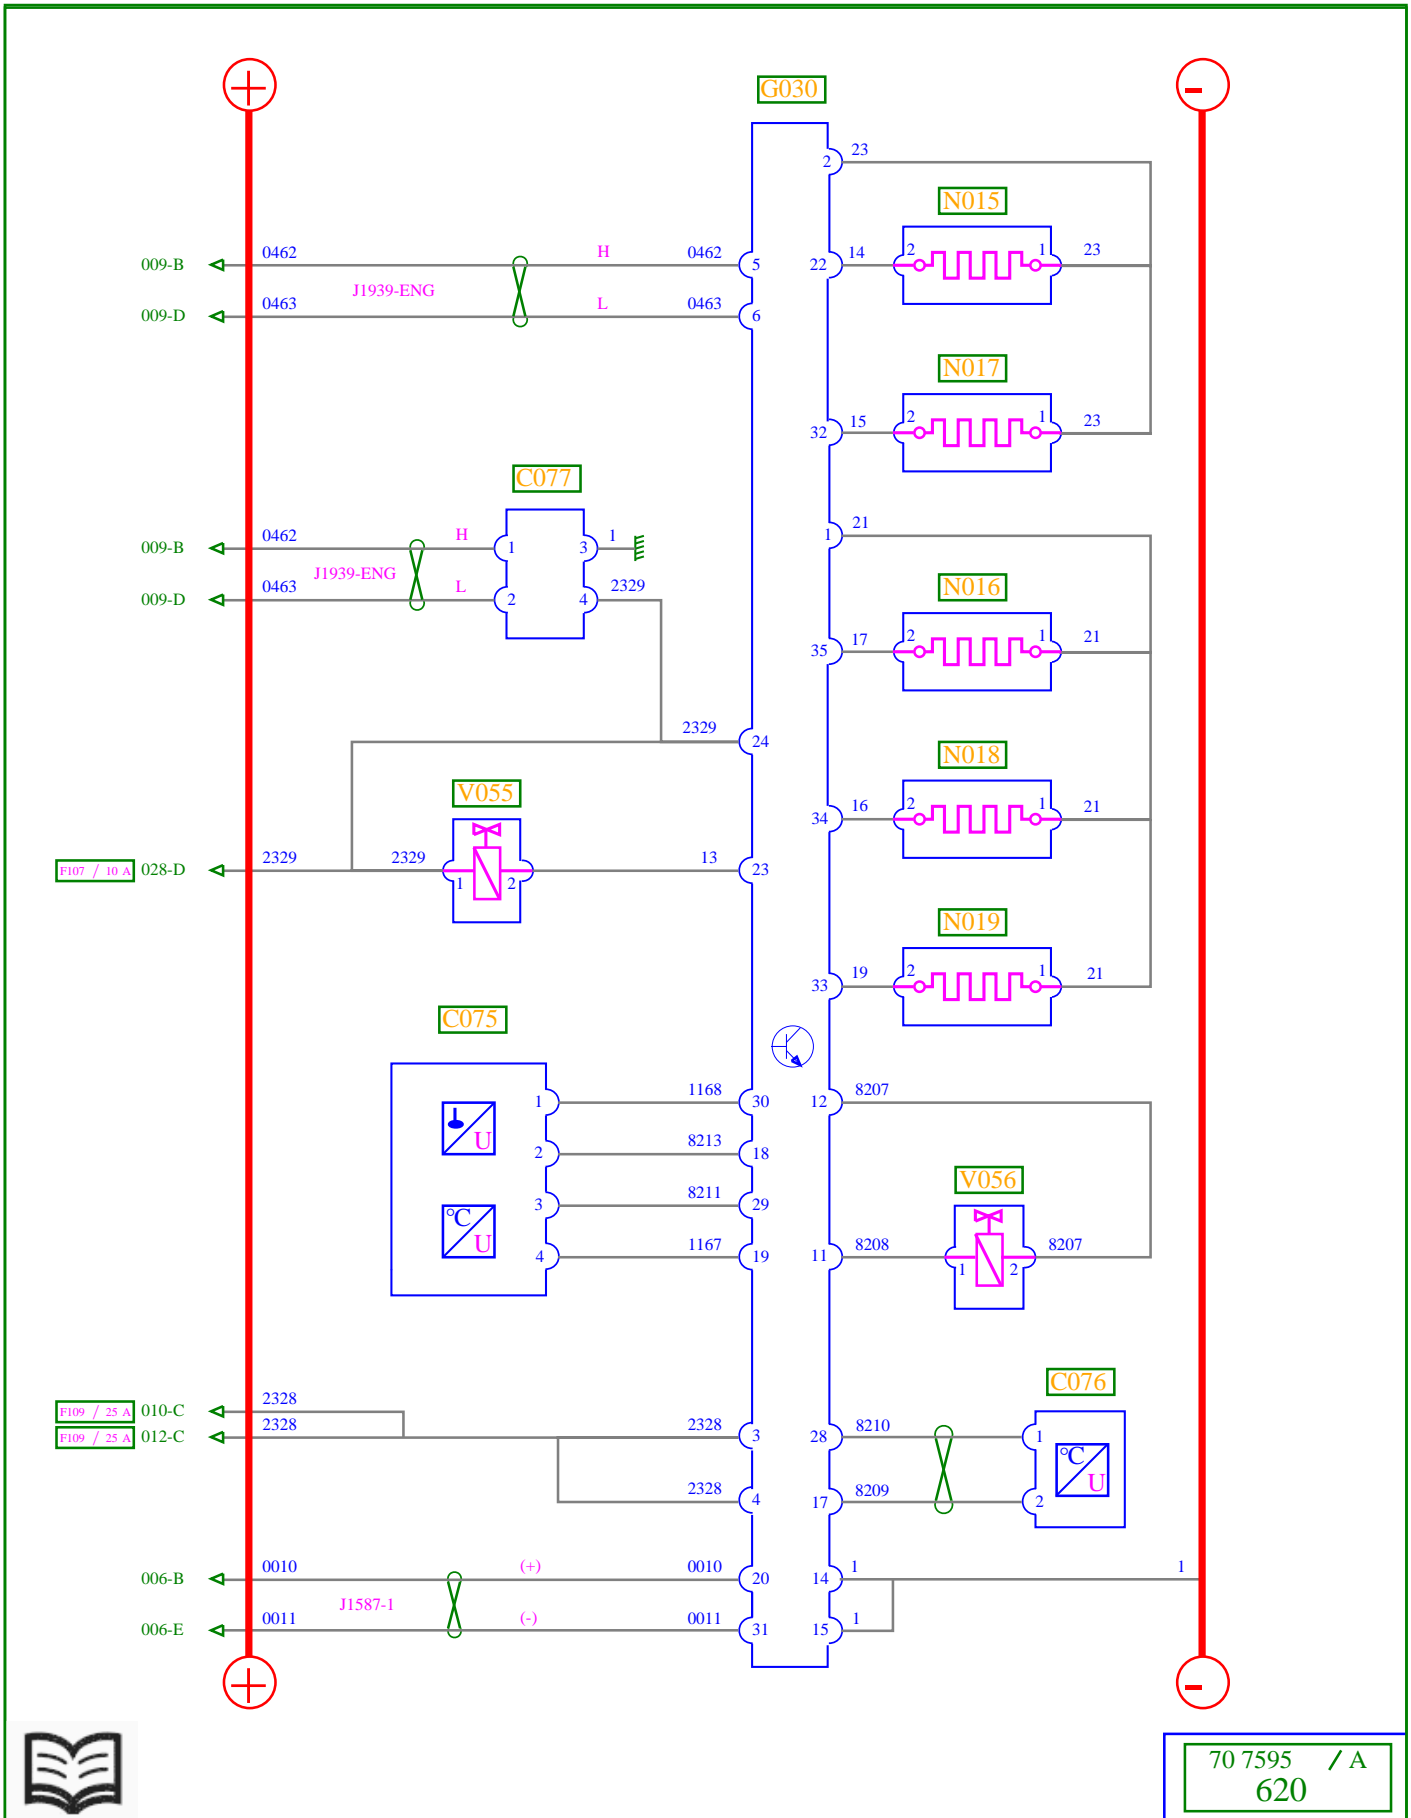 G030
2 23
N015
009-B 0462 H 0462 5 22 14 2 1 23
J1939-ENG
009-D 0463 L 0463 6
N017
32 15 2 1 23
C077
1 21
009-B 0462 H 1 3 1
J1939-ENG
009-D 0463 L 2 4 2329
N016
35 17 2 1 21
2329 24
N018
V055
34 16 2 1 21
F107 / 10 A 028-D 2329 2329 1 2 13 23
N019
33 19 2 1 21
C075
1 1168 30 12 8207
U
2 8213 18
V056
3 8211 29
°C
U
4 1167 19 11 8208 1 2 8207
C076
F109 / 25 A 010-C 2328
F109 / 25 A 012-C 2328 2328 3 28 8210 1
°C
U
2328 4 17 8209 2
006-B 0010 (+) 0010 20 14 1 1
J1587-1
006-E 0011 (-) 0011 31 15 1
70 7595 / A
620